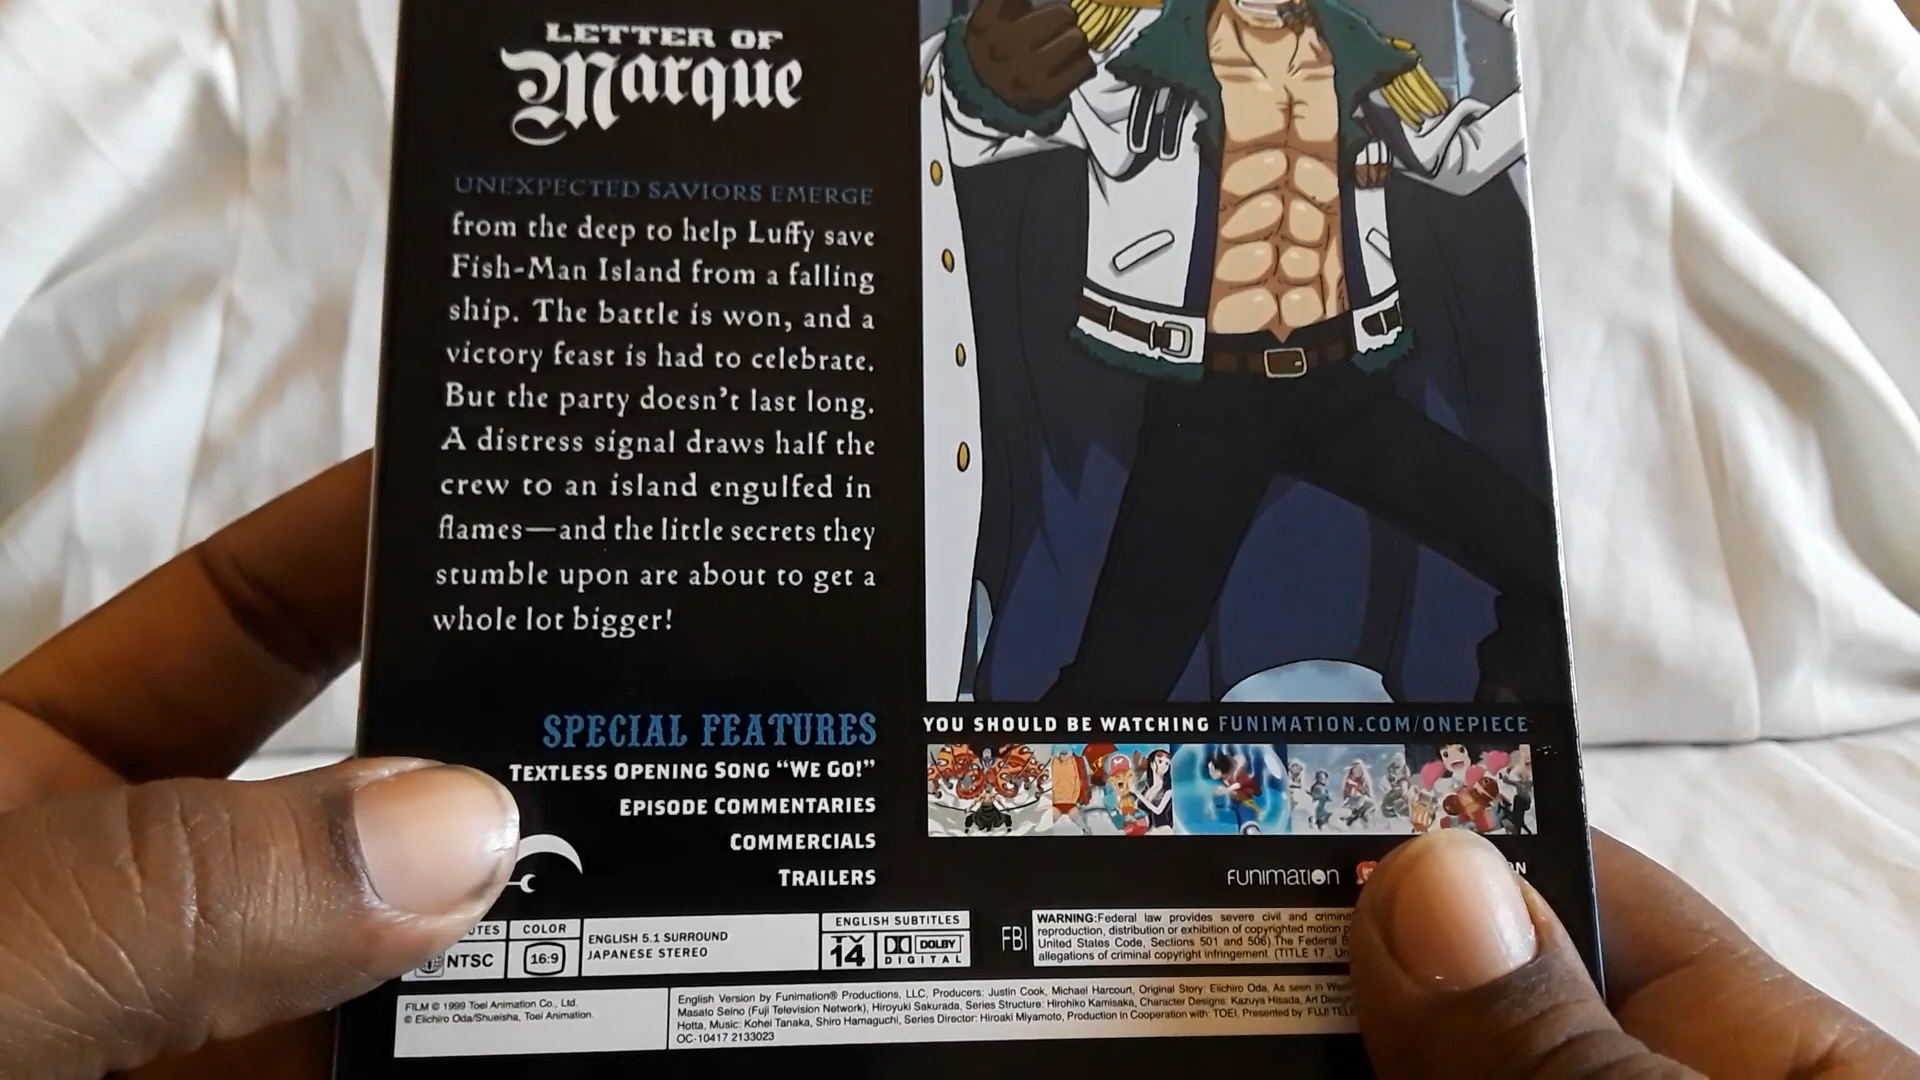 LETTER OF
Marque
UNEXPECTED SAVIORS EMERGE
from the deep to help Luffy save
Fish-Man Island from a falling
ship. The battle is won, and a
victory feast is had to celebrate.
But the party doesn't last long.
A distress signal draws half the
crew to an island engulfed in
flames—and the little secrets they
stumble upon are about to get a
whole lot bigger!
SPECIAL FEATURES
TEXTLESS OPENING SONG “WE GO!”
EPISODE COMMENTARIES
COMMERCIALS
TRAILERS
YOU SHOULD BE WATCHING FUNIMATION.COM/ONEPIECE
FUNIMATION
COLOR
NTSC
16:9
ENGLISH 5.1 SURROUND
JAPANESE STEREO
ENGLISH SUBTITLES
TV
14
DOLBY
DIGITAL
FBI
WARNING:Federal law provides severe civil and
reproduction, distribution or exhibition of copyrighted motion
United States Code, Sections 501 and 506). The Federal
allegations of criminal copyright infringement. (TITLE 17,
FILM © 1999 Toei Animation Co., Ltd.
© Eiichiro Oda/Shueisha, Toei Animation.
English Version by Funimation® Productions, LLC, Producers: Justin Cook, Michael Harcourt, Original Story: Eiichiro Oda, As seen in
Masato Seino (Fuji Television Network), Hiroyuki Sakurada, Series Structure: Hirohiko Kamisaka, Character Designs: Kazuya Hisada, Art
Hotta, Music: Kohei Tanaka, Shiro Hamaguchi, Series Director: Hiroaki Miyamoto, Production in Cooperation with: TOEI, Presented by: FUJI
OC-10417 2133023